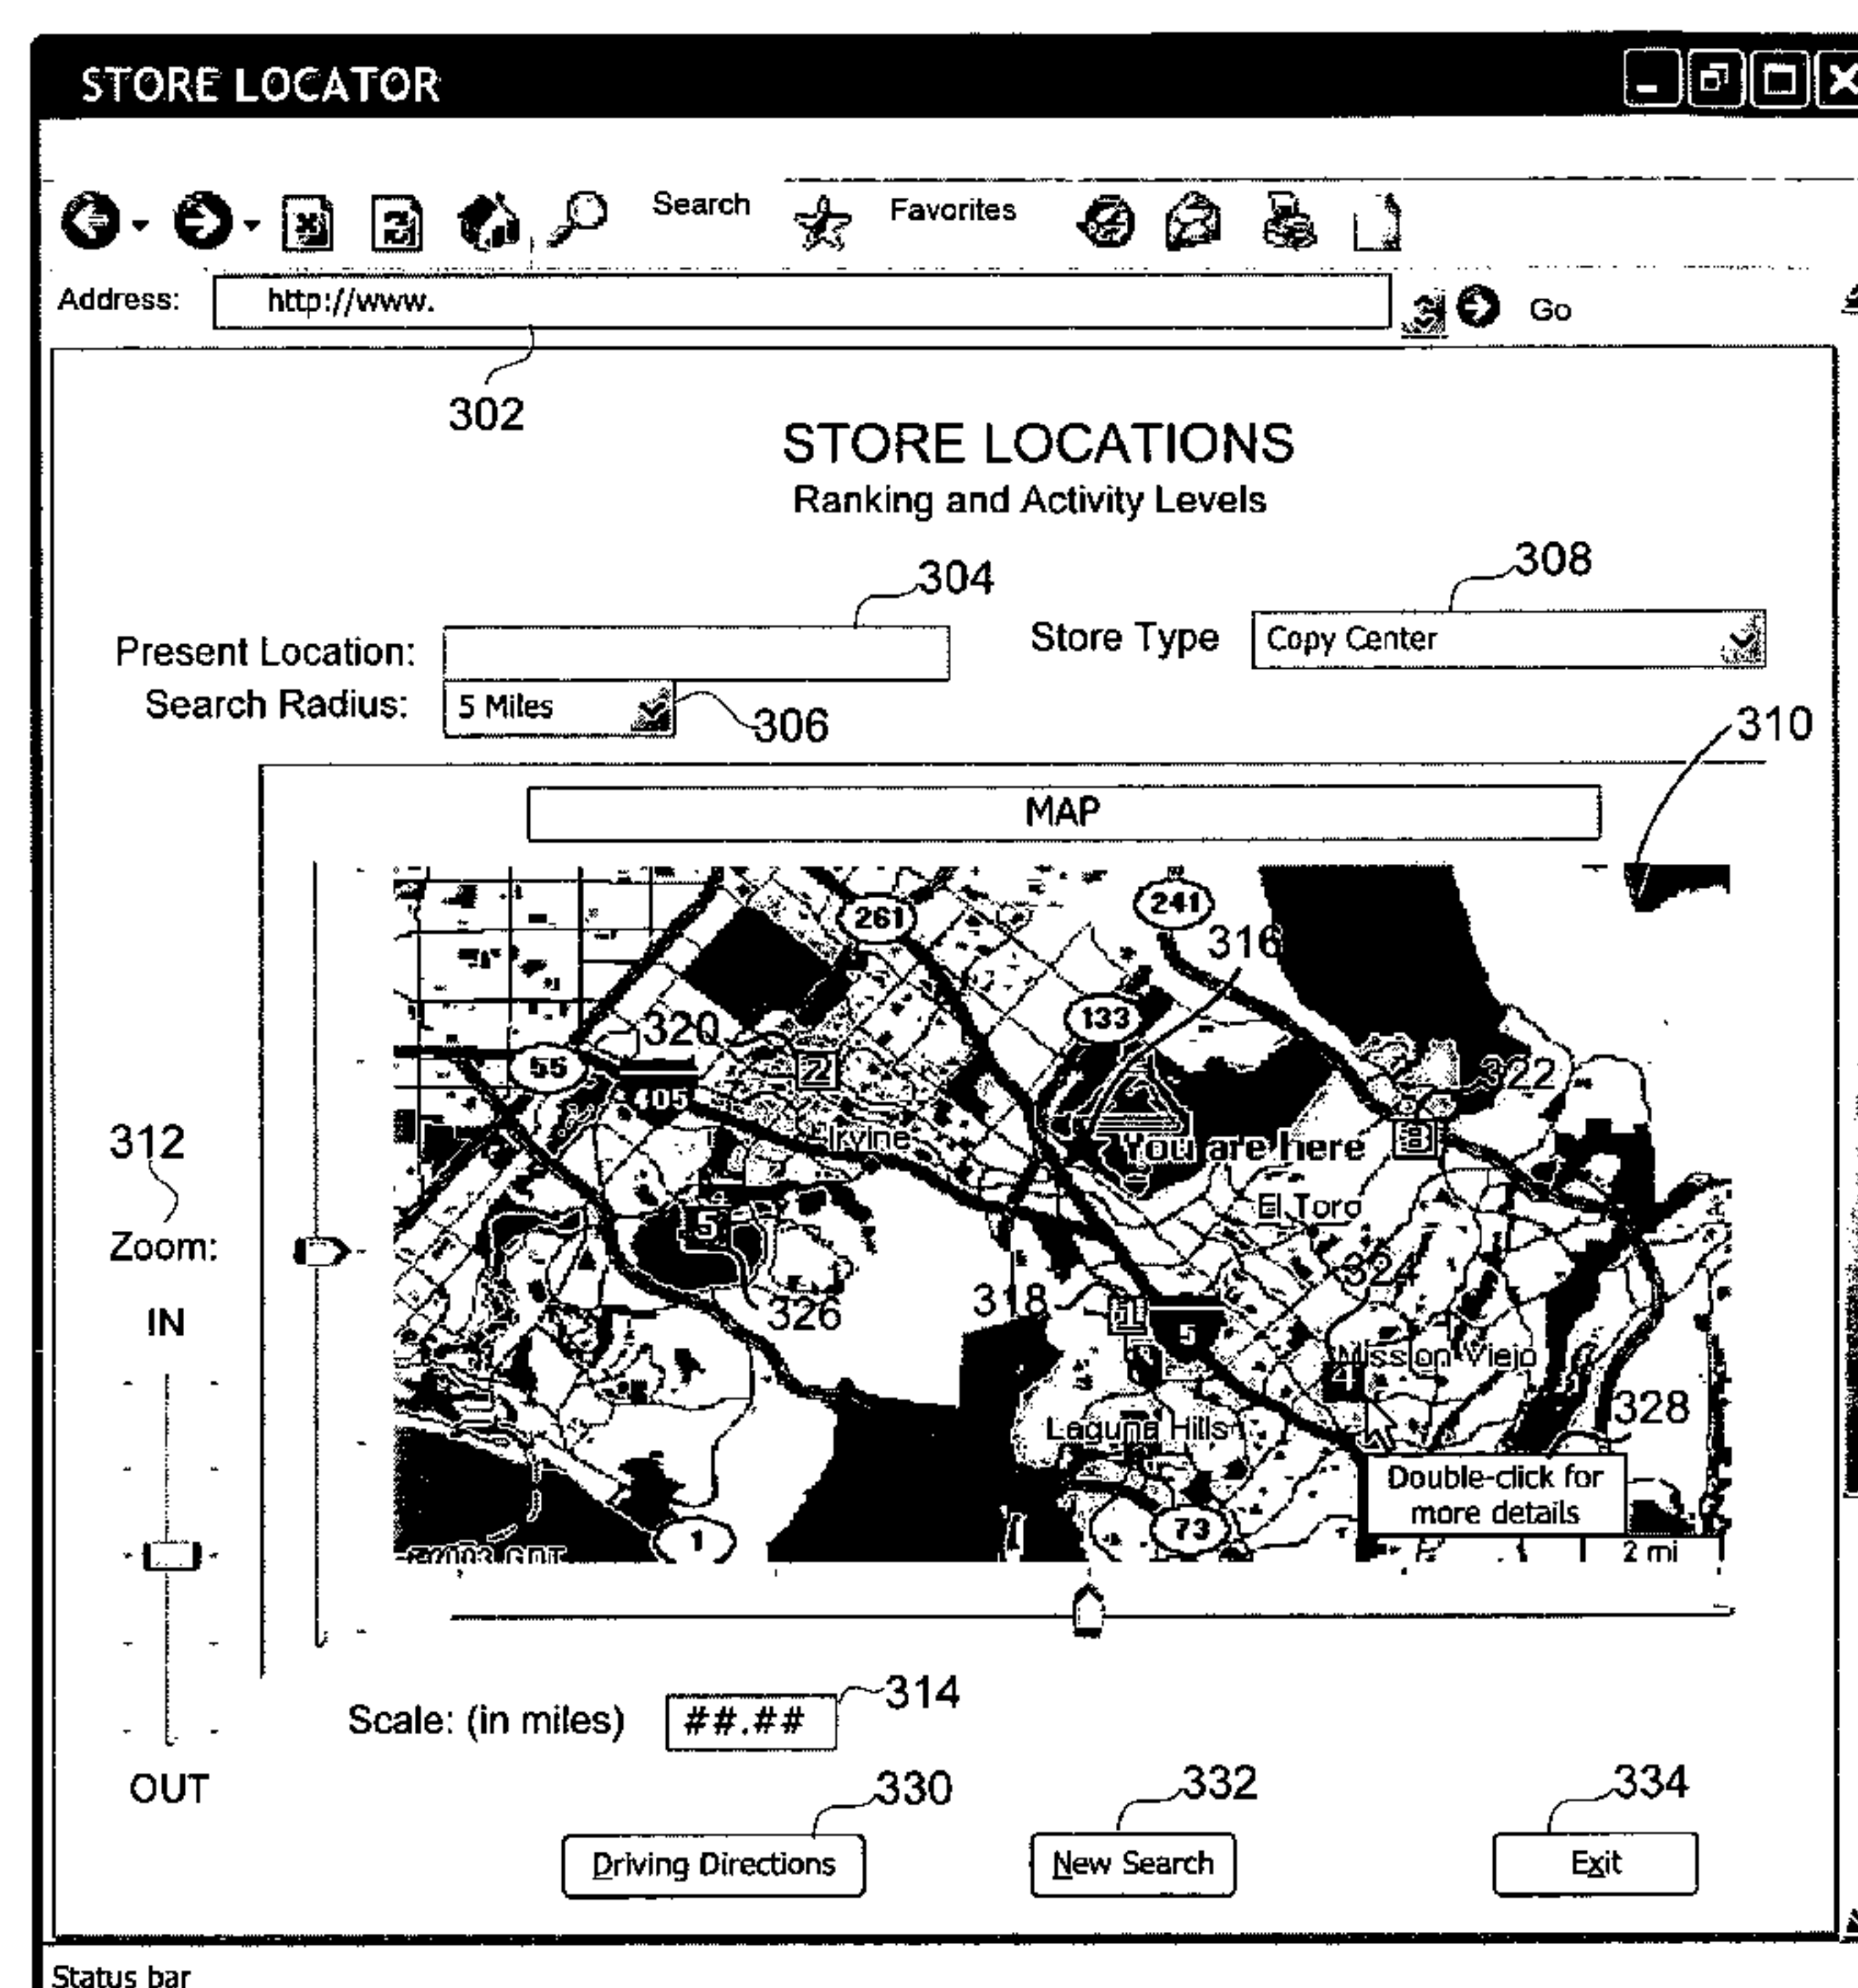 STORE LOCATOR
Search
Favorites
Address:
http://www.
Go
302
STORE LOCATIONS
Ranking and Activity Levels
304
308
Present Location:
Store Type
Copy Center
Search Radius:
5 Miles
306
310
MAP
261
241
316
133
320
55
2
322
405
312
Irvine
You are here
8
4
El Toro
5
Zoom:
324
326
318
1
IN
5
Mission Viejo
4
328
Laguna Hills
Double-click for
more details
73
1
2 mi
314
Scale: (in miles)
##.##
OUT
330
332
334
Driving Directions
New Search
Exit
Status bar